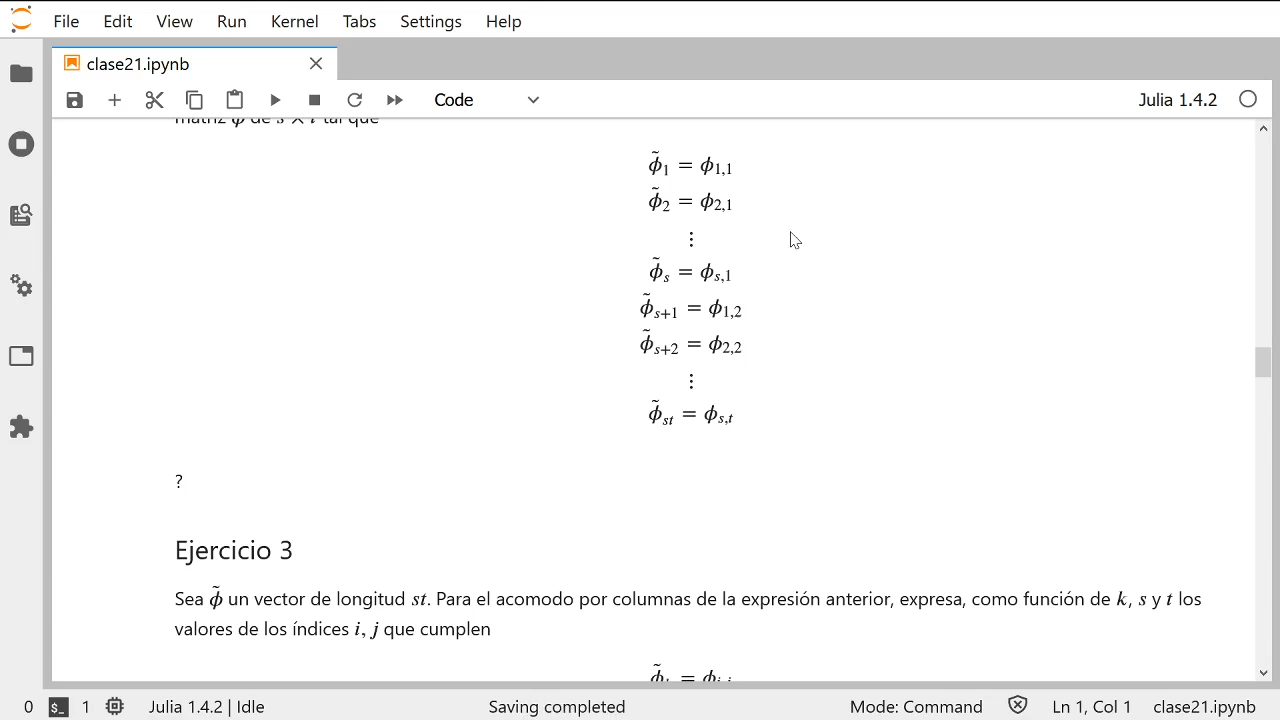 File Edit View Run Kernel Tabs Settings Help
clase21.ipynb
Code Julia 1.4.2
matriz ϕ de s × t tal que
ϕ̃₁ = ϕ₁,₁
ϕ̃₂ = ϕ₂,₁
⋮
ϕ̃ₛ = ϕₛ,₁
ϕ̃ₛ₊₁ = ϕ₁,₂
ϕ̃ₛ₊₂ = ϕ₂,₂
⋮
ϕ̃ₛₜ = ϕₛ,ₜ
?
Ejercicio 3
Sea ϕ̃ un vector de longitud st. Para el acomodo por columnas de la expresión anterior, expresa, como función de k, s y t los
valores de los índices i, j que cumplen
0 $_ 1 Julia 1.4.2 | Idle Saving completed Mode: Command Ln 1, Col 1 clase21.ipynb